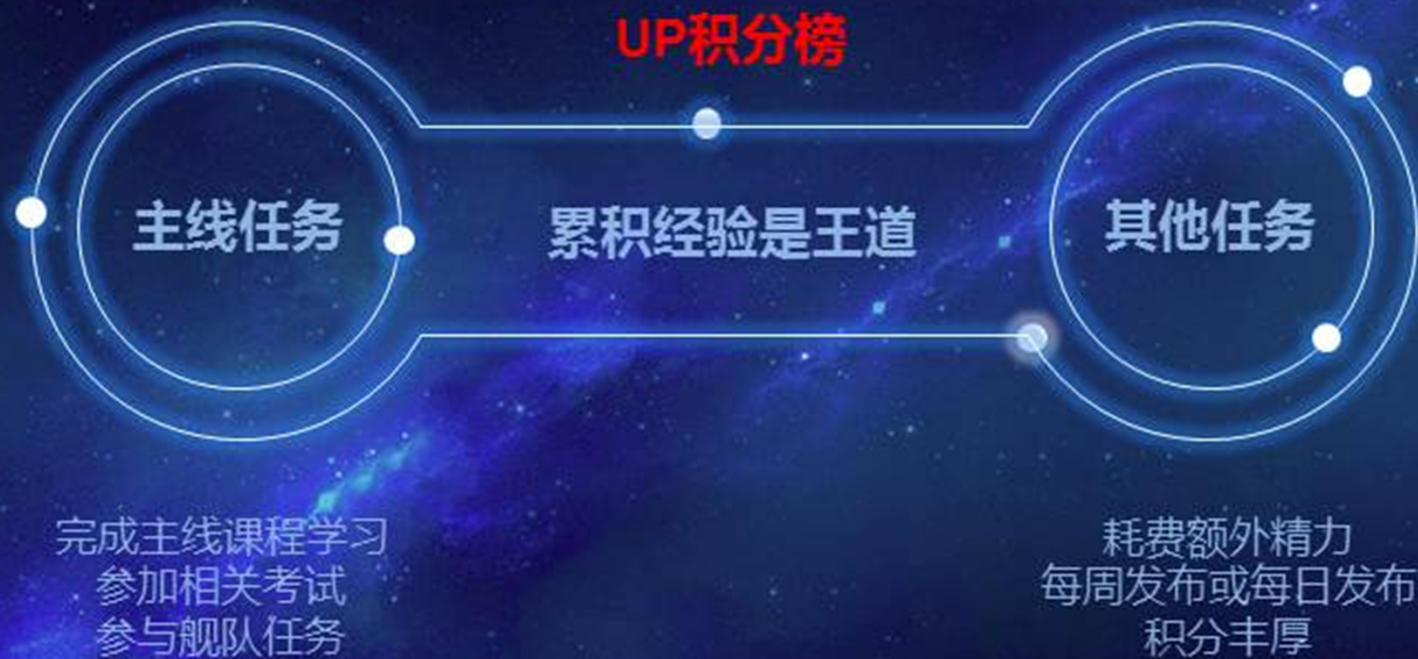 UP积分榜
主线任务
累积经验是王道
其他任务
完成主线课程学习
参加相关考试
参与舰队任务
耗费额外精力
每周发布或每日发布
积分丰厚